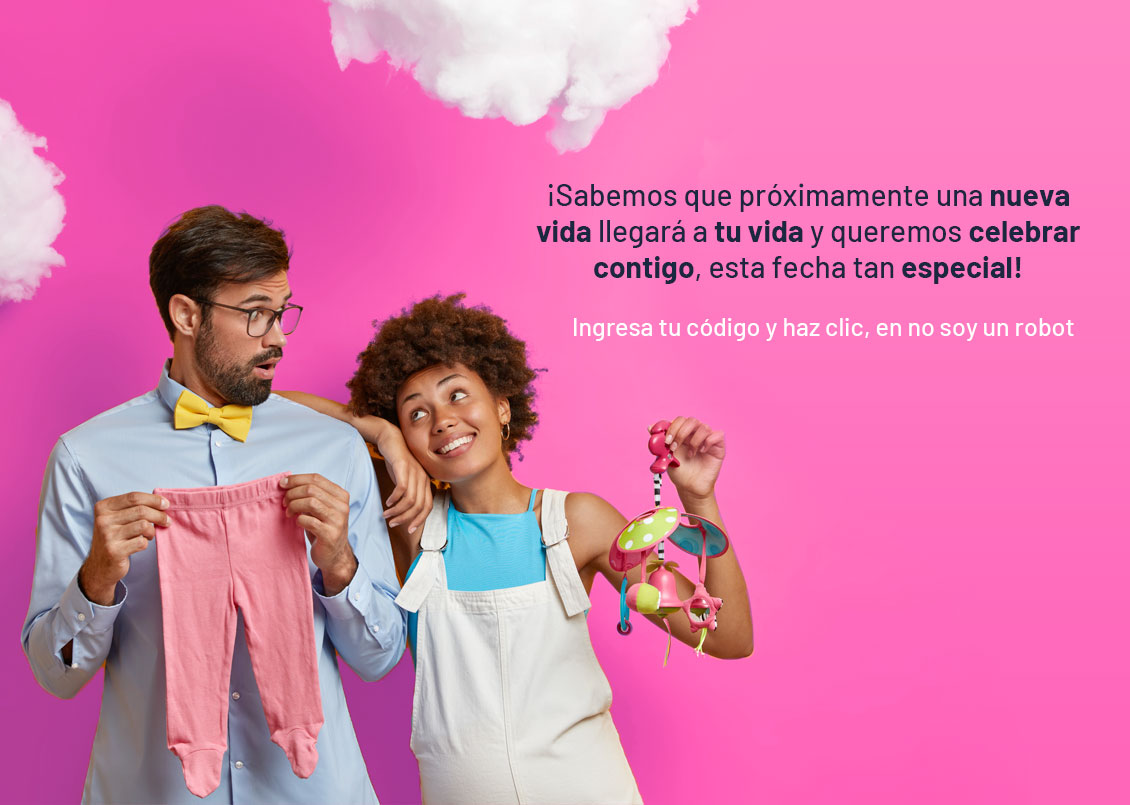 ¡Sabemos que próximamente una nueva
vida llegará a tu vida y queremos celebrar
contigo, esta fecha tan especial!
Ingresa tu código y haz clic, en no soy un robot